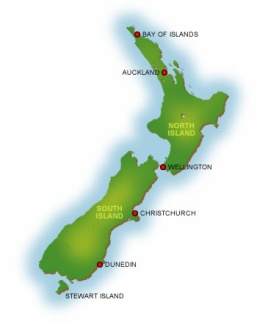 BAY OF ISLANDS
AUCKLAND
NORTH
ISLAND
WELLINGTON
SOUTH
ISLAND
CHRISTCHURCH
DUNEDIN
STEWART ISLAND